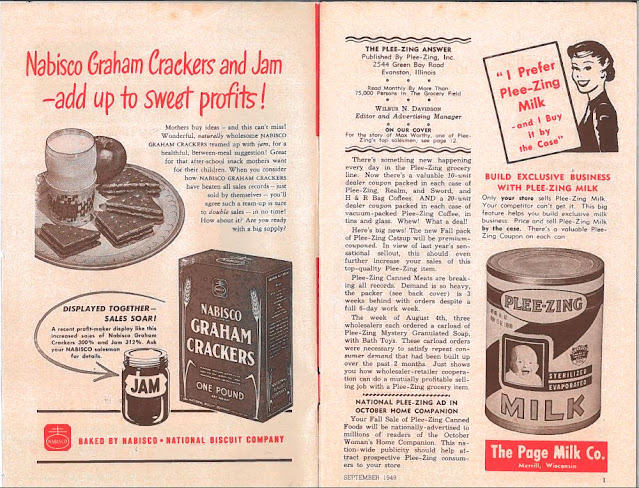 Nabisco Graham Crackers and Jam
—add up to sweet profits!
Mothers buy ideas — and this can't miss!
Wonderful, naturally wholesome NABISCO
GRAHAM CRACKERS teamed up with jam, for a
healthful, between-meal suggestion! Great
for that after-school snack mothers want
for their children. When you consider
how NABISCO GRAHAM CRACKERS
have beaten all sales records — just
sold by themselves — you'll
agree such a team-up is sure
to double sales — in no time!
How about it? Are you ready
with a big supply?
DISPLAYED TOGETHER—
SALES SOAR!
A recent profit-maker display like this
increased sales of Nabisco Graham
Crackers 300% and Jam 212%. Ask
your NABISCO salesman
for details.
JAM
NABISCO
GRAHAM
CRACKERS
ONE POUND
NABISCO
BAKED BY NABISCO • NATIONAL BISCUIT COMPANY
THE PLEE-ZING ANSWER
Published By Plee-Zing, Inc.
2544 Green Bay Road
Evanston, Illinois
Read Monthly By More Than
75,000 Persons In The Grocery Field
WILBUR N. DAVIDSON
Editor and Advertising Manager
ON OUR COVER
For the story of Max Worthy, one of Plee-
Zing's top salesmen, see page 12.
There's something new happening
every day in the Plee-Zing grocery
line. Now there's a valuable 10-unit
dealer coupon packed in each case of
Plee-Zing, Realm, and Sword, and
H & R Bag Coffees. AND a 20-unit
dealer coupon packed in each case of
vacuum-packed Plee-Zing Coffee, in
tins and glass. Whew! What a deal!
Here's big news! The new Fall pack
of Plee-Zing Catsup will be premium-
couponed. In view of last year's sen-
sational sellout, this should even
further increase your sales of this
top-quality Plee-Zing item.
Plee-Zing Canned Meats are break-
ing all records. Demand is so heavy,
the packer (see back cover) is 3
weeks behind with orders despite a
full 6-day work week.
The week of August 4th, three
wholesalers each ordered a carload of
Plee-Zing Mystery Granulated Soap,
with Bath Toys. These carload orders
were necessary to satisfy repeat con-
sumer demand that had been built up
over the past 2 months. Just shows
you how wholesaler-retailer coopera-
tion can do a mutually profitable sell-
ing job with a Plee-Zing grocery item.
NATIONAL PLEE-ZING AD IN
OCTOBER HOME COMPANION
Your Fall Sale of Plee-Zing Canned
Foods will be nationally-advertised to
millions of readers of the October
Woman's Home Companion. This na-
tion-wide publicity should help at-
tract prospective Plee-Zing consum-
ers to your store
SEPTEMBER 1949
"I Prefer
Plee-Zing
Milk
-and I Buy
it by
the Case"
BUILD EXCLUSIVE BUSINESS
WITH PLEE-ZING MILK
Only your store sells Plee-Zing Milk.
Your competitor can't get it. This big
feature helps you build exclusive milk
business. Price and sell Plee-Zing Milk
by the case. There's a valuable Plee-
Zing Coupon on each can
PLEE-ZING
STERILIZED
EVAPORATED
MILK
The Page Milk Co.
Merrill, Wisconsin
1